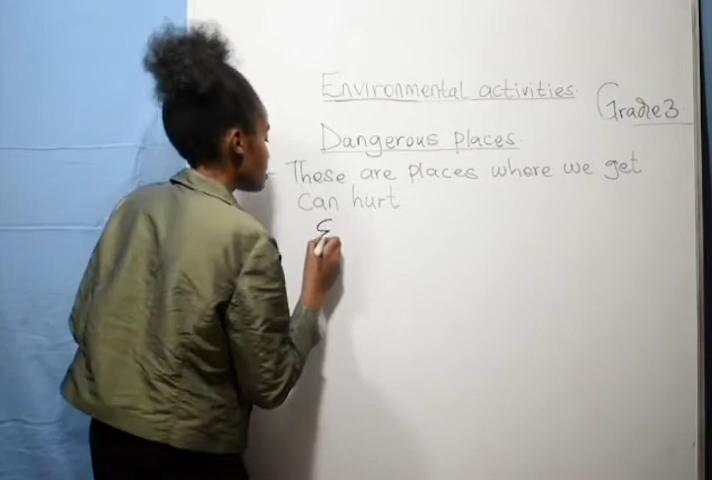 Environmental activities
Grade 3.
Dangerous places.
- These are places where we get
can hurt